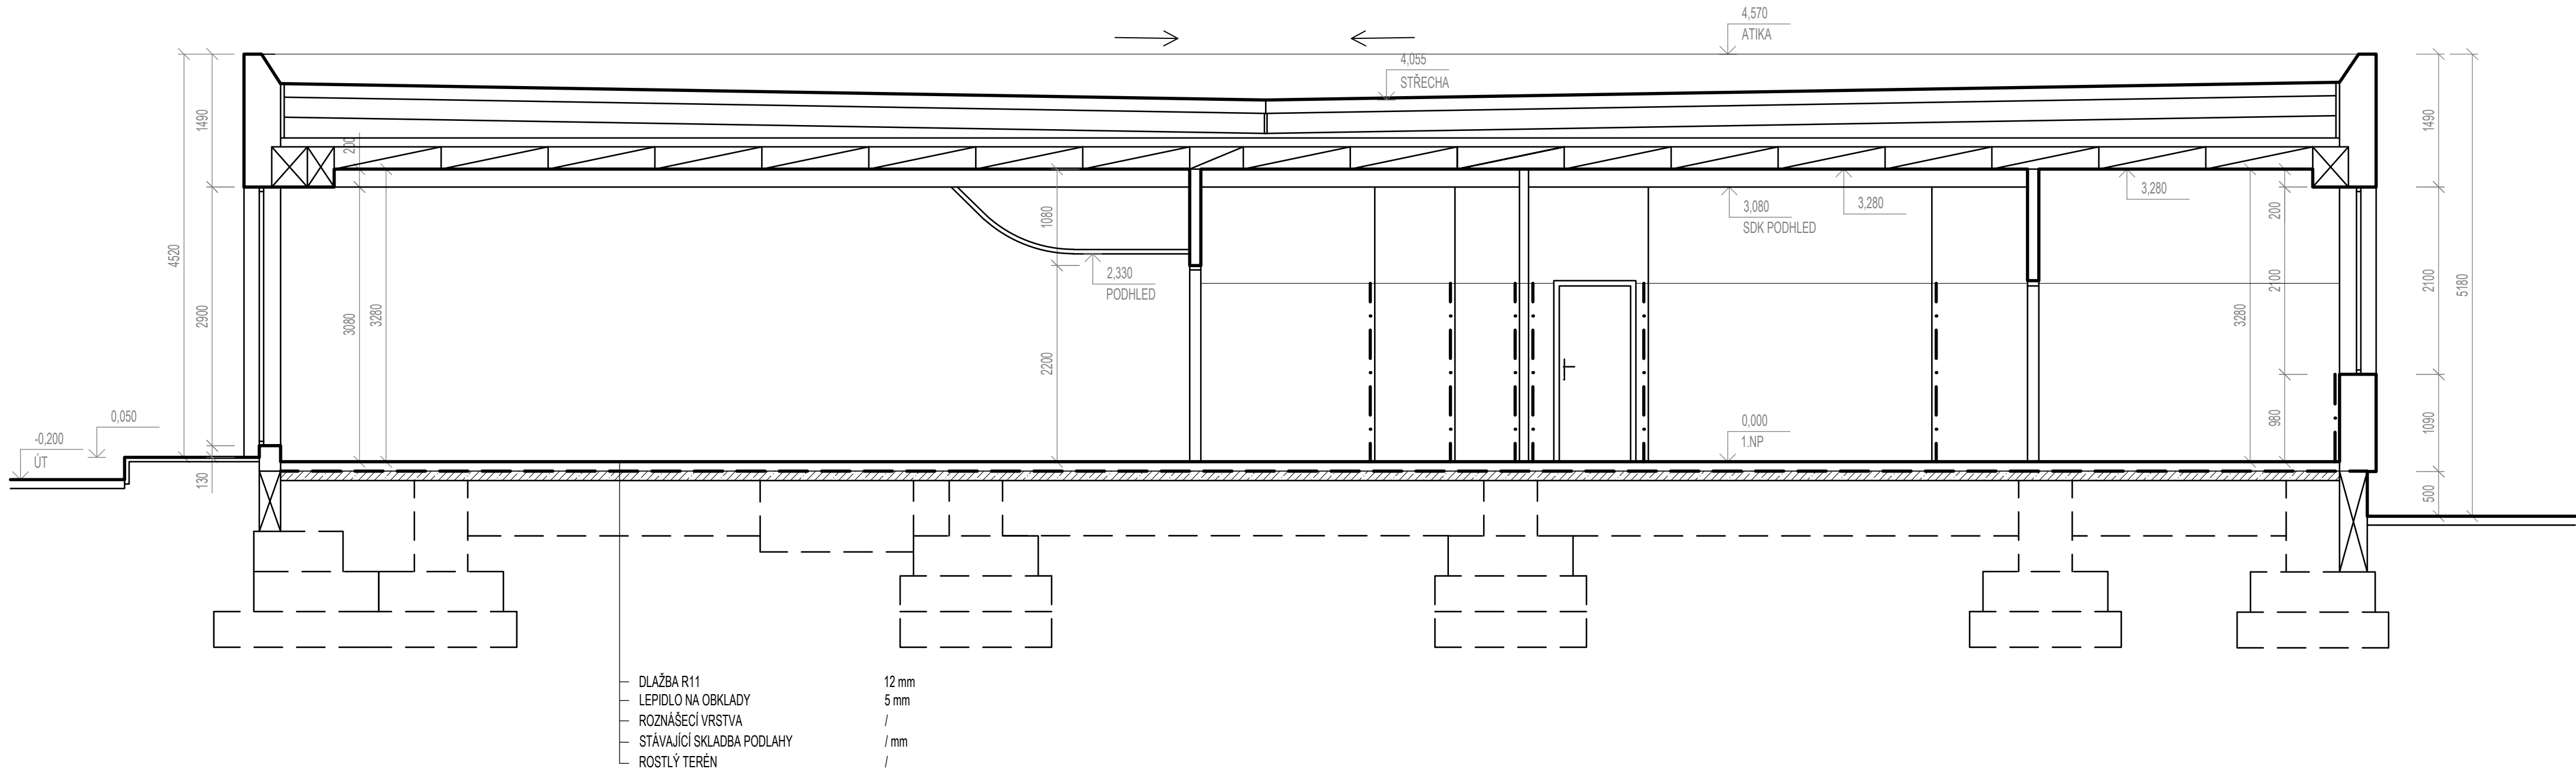 4,570
ATIKA
4,055
STŘECHA
1490
200
1490
4520
2900
3080
3280
1080
2,330
PODHLED
2200
3,080
SDK PODHLED
3,280
3,280
200
2100
3280
980
2100
5180
1090
500
0,050
-0,200
ÚT
130
0,000
1.NP
DLAŽBA R11 12 mm
LEPIDLO NA OBKLADY 5 mm
ROZNÁŠECÍ VRSTVA /
STÁVAJÍCÍ SKLADBA PODLAHY / mm
ROSTLÝ TERÉN /